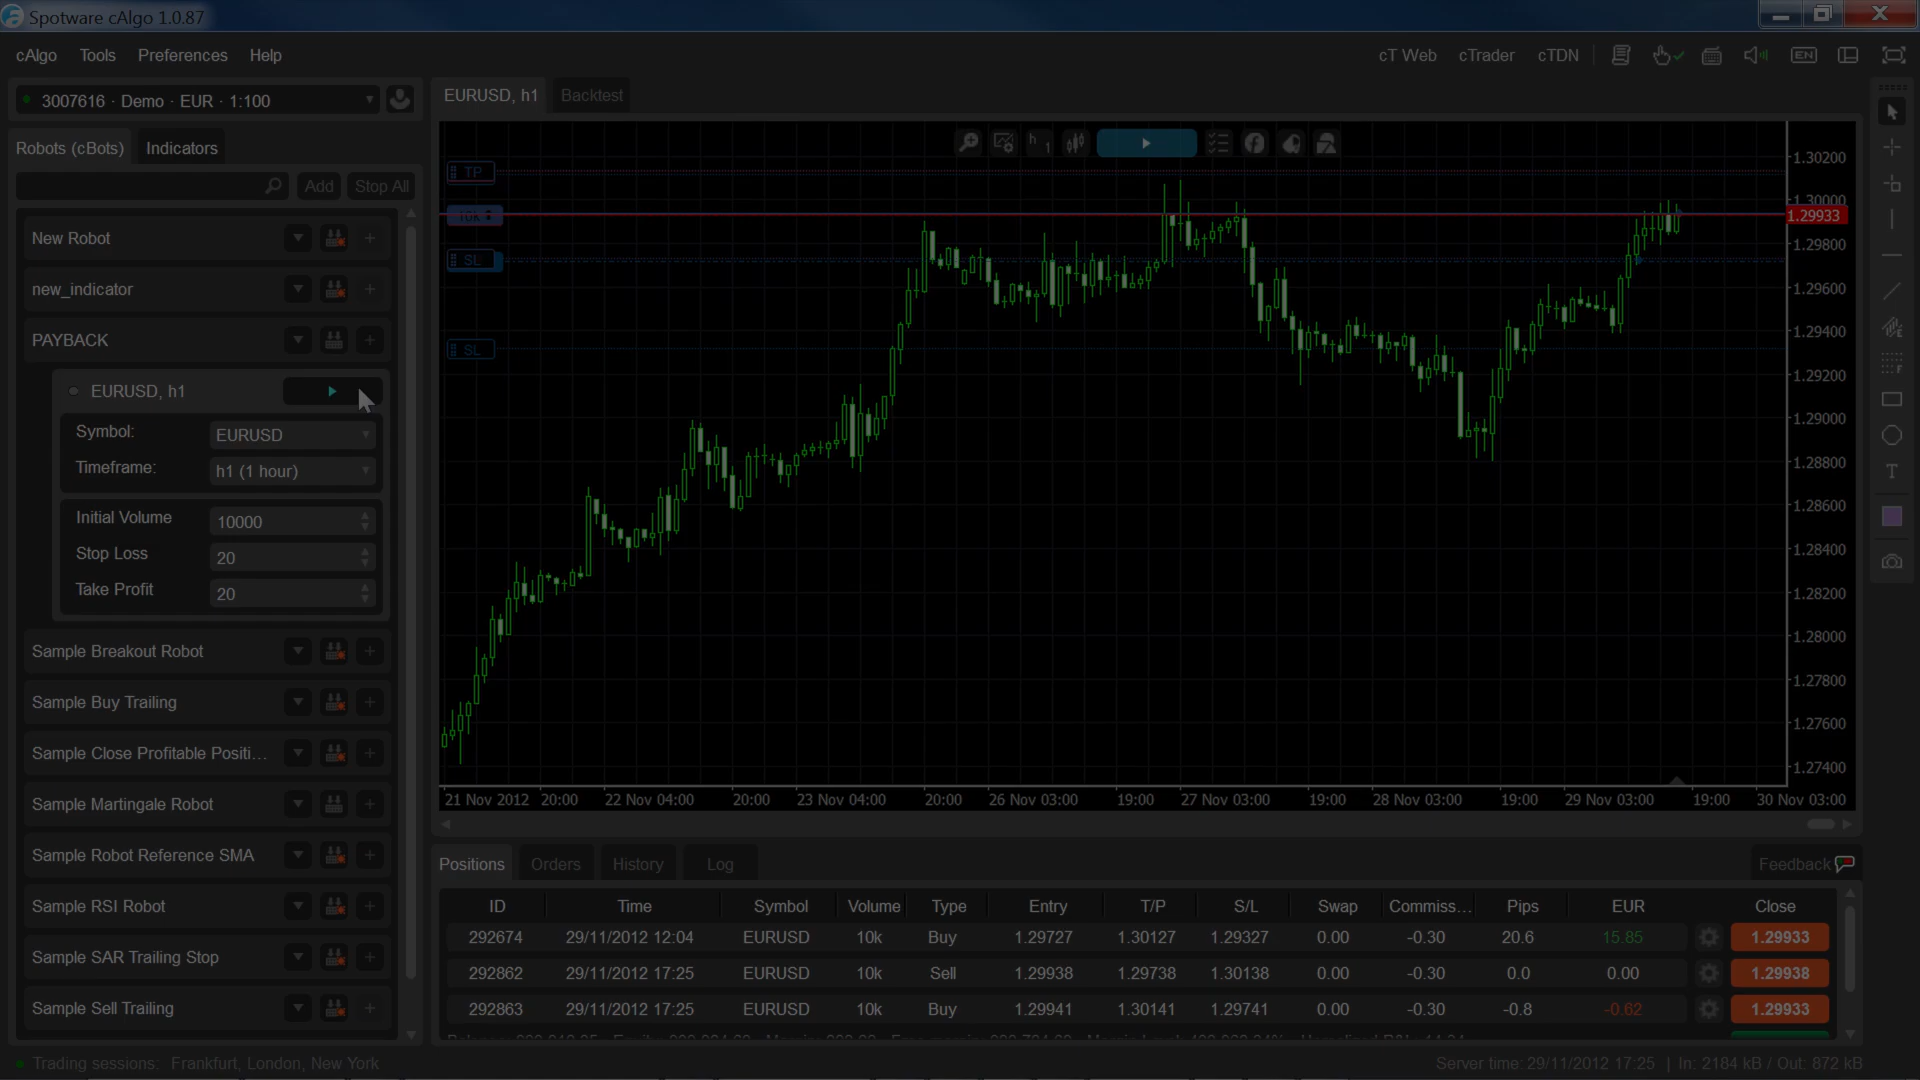 Spotware cAlgo 1.0.87
cAlgo Tools Preferences Help
cT Web cTrader cTDN EN
3007616 · Demo · EUR · 1:100
EURUSD, h1 Backtest
Robots (cBots) Indicators
Add Stop All
New Robot
new_indicator
PAYBACK
EURUSD, h1
Symbol: EURUSD
Timeframe: h1 (1 hour)
Initial Volume 10000
Stop Loss 20
Take Profit 20
Sample Breakout Robot
Sample Buy Trailing
Sample Close Profitable Positi...
Sample Martingale Robot
Sample Robot Reference SMA
Sample RSI Robot
Sample SAR Trailing Stop
Sample Sell Trailing
h 1
TP
10k
SL
SL
1.30200
1.30000
1.29933
1.29800
1.29600
1.29400
1.29200
1.29000
1.28800
1.28600
1.28400
1.28200
1.28000
1.27800
1.27600
1.27400
21 Nov 2012 20:00 22 Nov 04:00 20:00 23 Nov 04:00 20:00 26 Nov 03:00 19:00 27 Nov 03:00 19:00 28 Nov 03:00 19:00 29 Nov 03:00 19:00 30 Nov 03:00
T
Positions Orders History Log Feedback
ID Time Symbol Volume Type Entry T/P S/L Swap Commiss... Pips EUR Close
292674 29/11/2012 12:04 EURUSD 10k Buy 1.29727 1.30127 1.29327 0.00 -0.30 20.6 15.85 1.29933
292862 29/11/2012 17:25 EURUSD 10k Sell 1.29938 1.29738 1.30138 0.00 -0.30 0.0 0.00 1.29938
292863 29/11/2012 17:25 EURUSD 10k Buy 1.29941 1.30141 1.29741 0.00 -0.30 -0.8 -0.62 1.29933
Trading sessions: Frankfurt, London, New York
Server time: 29/11/2012 17:25 | In: 2184 kB / Out: 872 kB